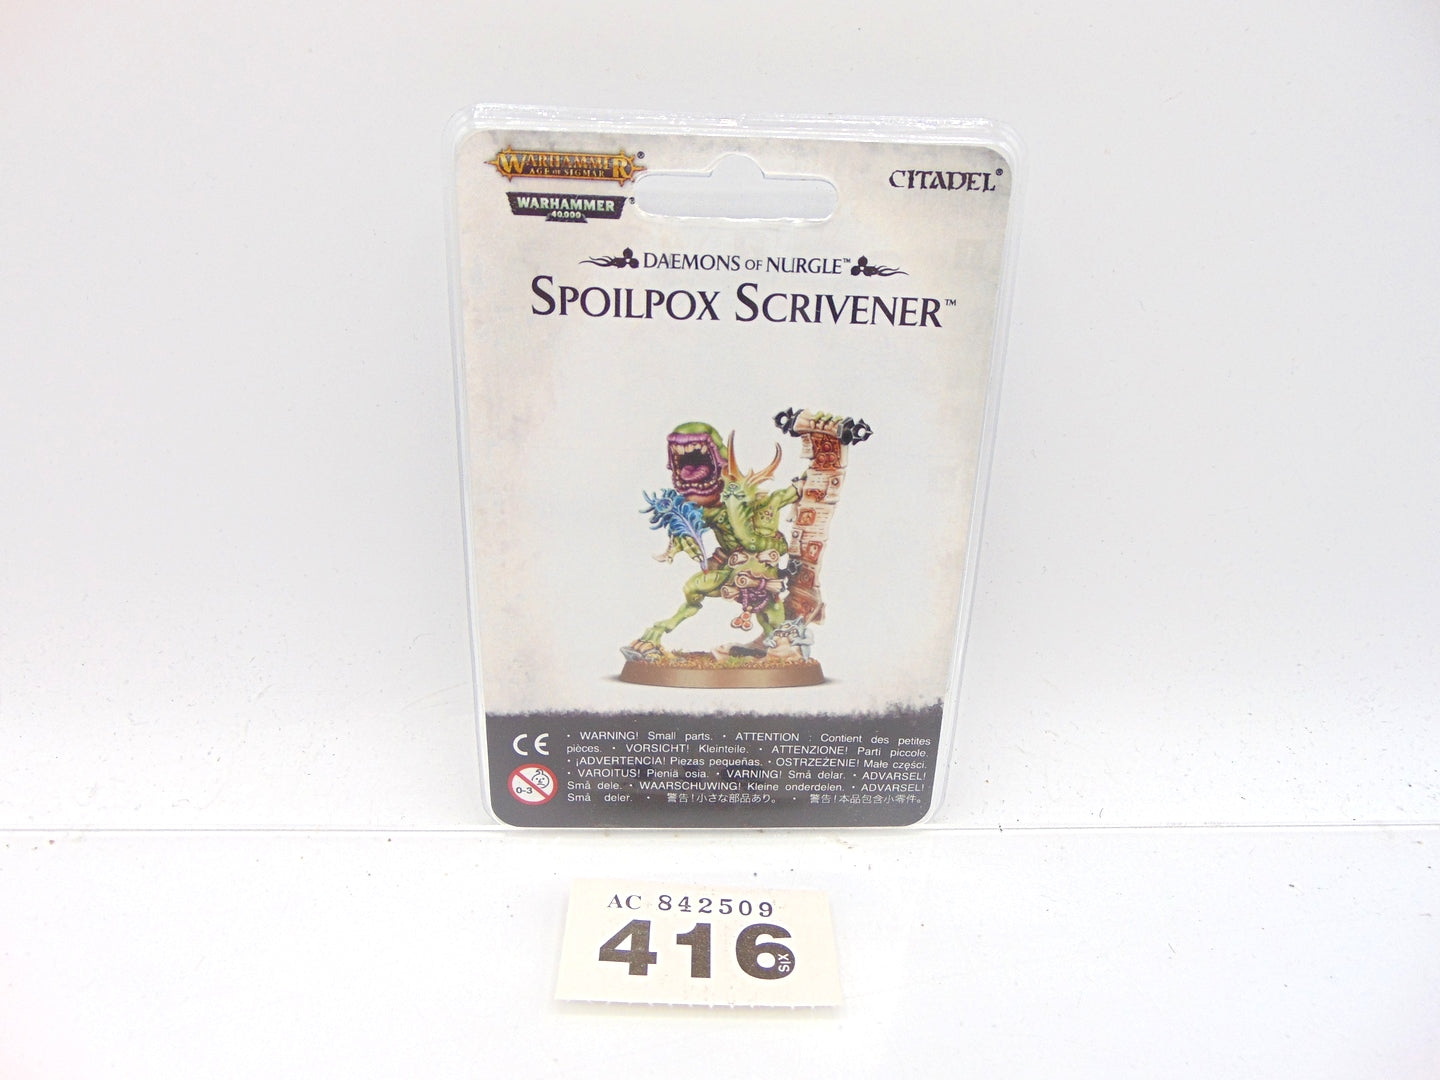 WARHAMMER®
AGE OF SIGMAR
WARHAMMER®
40,000
CITADEL®
DAEMONS OF NURGLE™
SPOILPOX SCRIVENER™
CE
0-3
• WARNING! Small parts. • ATTENTION : Contient des petites
pièces. • VORSICHT! Kleinteile. • ATTENZIONE! Parti piccole.
• ¡ADVERTENCIA! Piezas pequeñas. • OSTRZEŻENIE! Małe części.
• VAROITUS! Pieniä osia. • VARNING! Små delar. • ADVARSEL!
Små dele. • WAARSCHUWING! Kleine onderdelen. • ADVARSEL!
Små deler. • 警告!小さな部品あり。 • 警告!本品包含小零件。
AC 842509
416
SIX